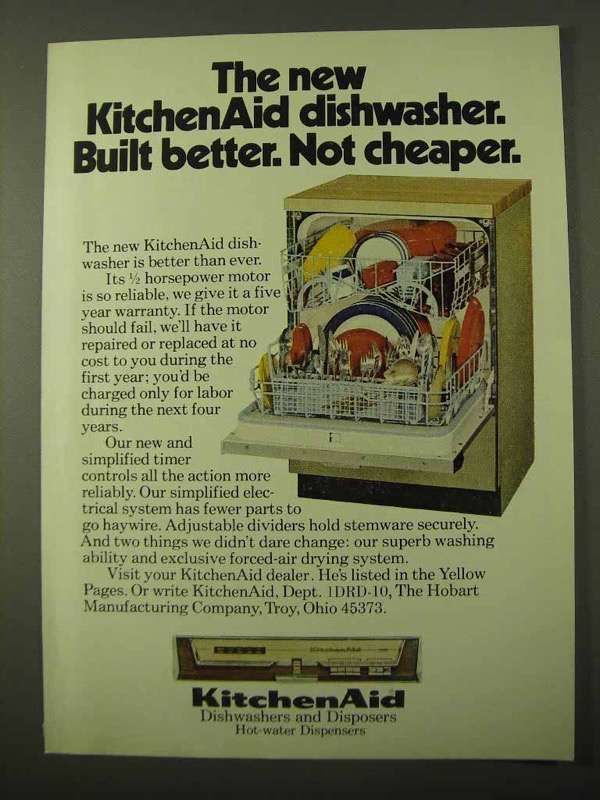 The new
KitchenAid dishwasher.
Built better. Not cheaper.
The new KitchenAid dish-
washer is better than ever.
Its ½ horsepower motor
is so reliable, we give it a five
year warranty. If the motor
should fail, we'll have it
repaired or replaced at no
cost to you during the
first year; you'd be
charged only for labor
during the next four
years.
Our new and
simplified timer
controls all the action more
reliably. Our simplified elec-
trical system has fewer parts to
go haywire. Adjustable dividers hold stemware securely.
And two things we didn't dare change: our superb washing
ability and exclusive forced-air drying system.
Visit your KitchenAid dealer. He's listed in the Yellow
Pages. Or write KitchenAid, Dept. 1DRD-10, The Hobart
Manufacturing Company, Troy, Ohio 45373.
KitchenAid
KitchenAid
Dishwashers and Disposers
Hot-water Dispensers